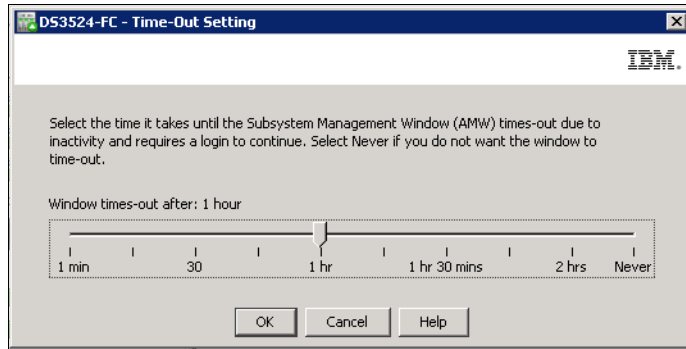 DS3524-FC - Time-Out Setting
IBM.
Select the time it takes until the Subsystem Management Window (AMW) times-out due to
inactivity and requires a login to continue. Select Never if you do not want the window to
time-out.
Window times-out after: 1 hour
1 min 30 1 hr 1 hr 30 mins 2 hrs Never
OK Cancel Help